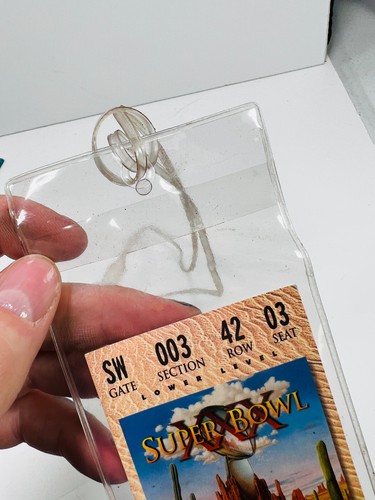 SW 003 42 03
GATE SECTION ROW SEAT
LOWER LEVEL
XXX
SUPER BOWL